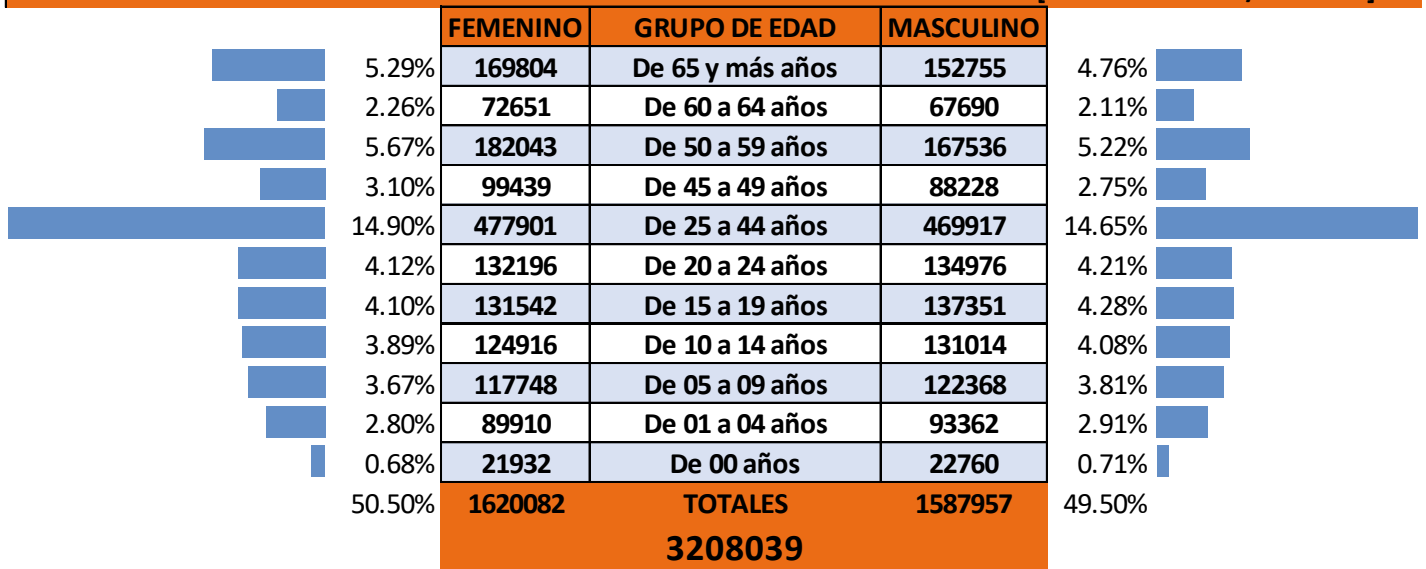 FEMENINO GRUPO DE EDAD MASCULINO
5.29% 169804 De 65 y más años 152755 4.76%
2.26% 72651 De 60 a 64 años 67690 2.11%
5.67% 182043 De 50 a 59 años 167536 5.22%
3.10% 99439 De 45 a 49 años 88228 2.75%
14.90% 477901 De 25 a 44 años 469917 14.65%
4.12% 132196 De 20 a 24 años 134976 4.21%
4.10% 131542 De 15 a 19 años 137351 4.28%
3.89% 124916 De 10 a 14 años 131014 4.08%
3.67% 117748 De 05 a 09 años 122368 3.81%
2.80% 89910 De 01 a 04 años 93362 2.91%
0.68% 21932 De 00 años 22760 0.71%
50.50% 1620082 TOTALES 1587957 49.50%
3208039